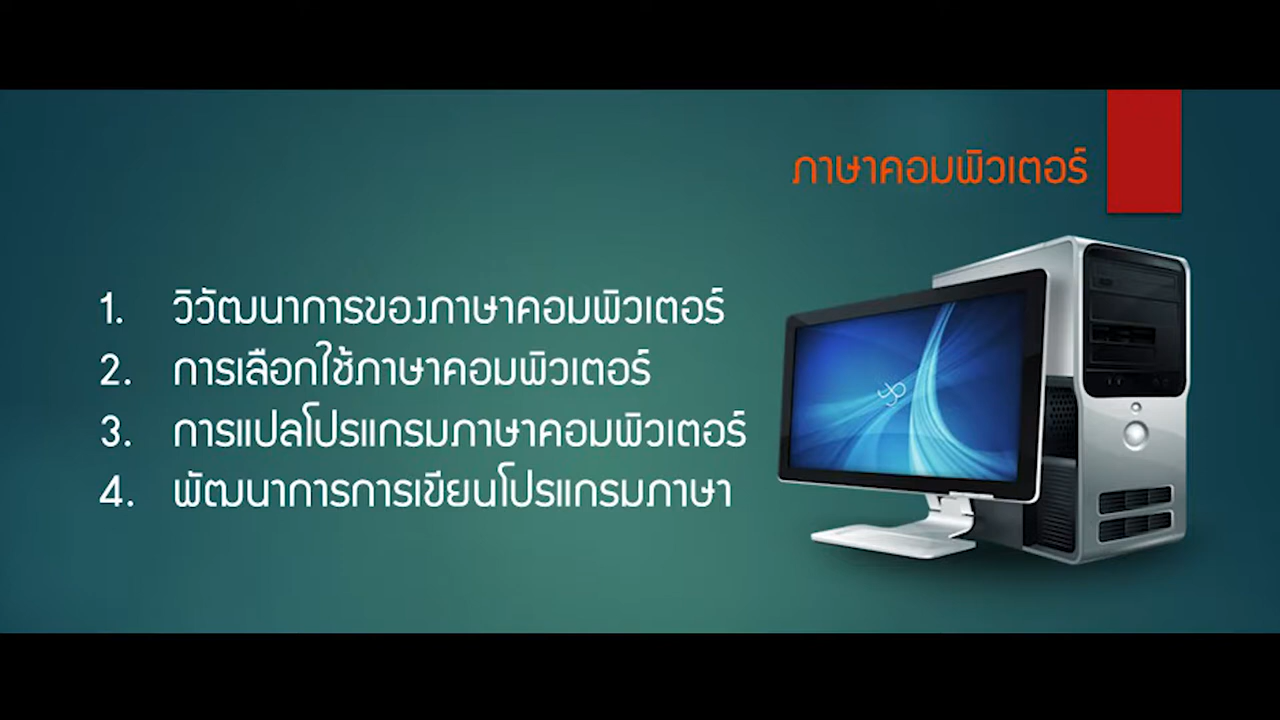 ภาษาคอมพิวเตอร์
1. วิวัฒนาการของภาษาคอมพิวเตอร์
2. การเลือกใช้ภาษาคอมพิวเตอร์
3. การแปลโปรแกรมภาษาคอมพิวเตอร์
4. พัฒนาการการเขียนโปรแกรมภาษา